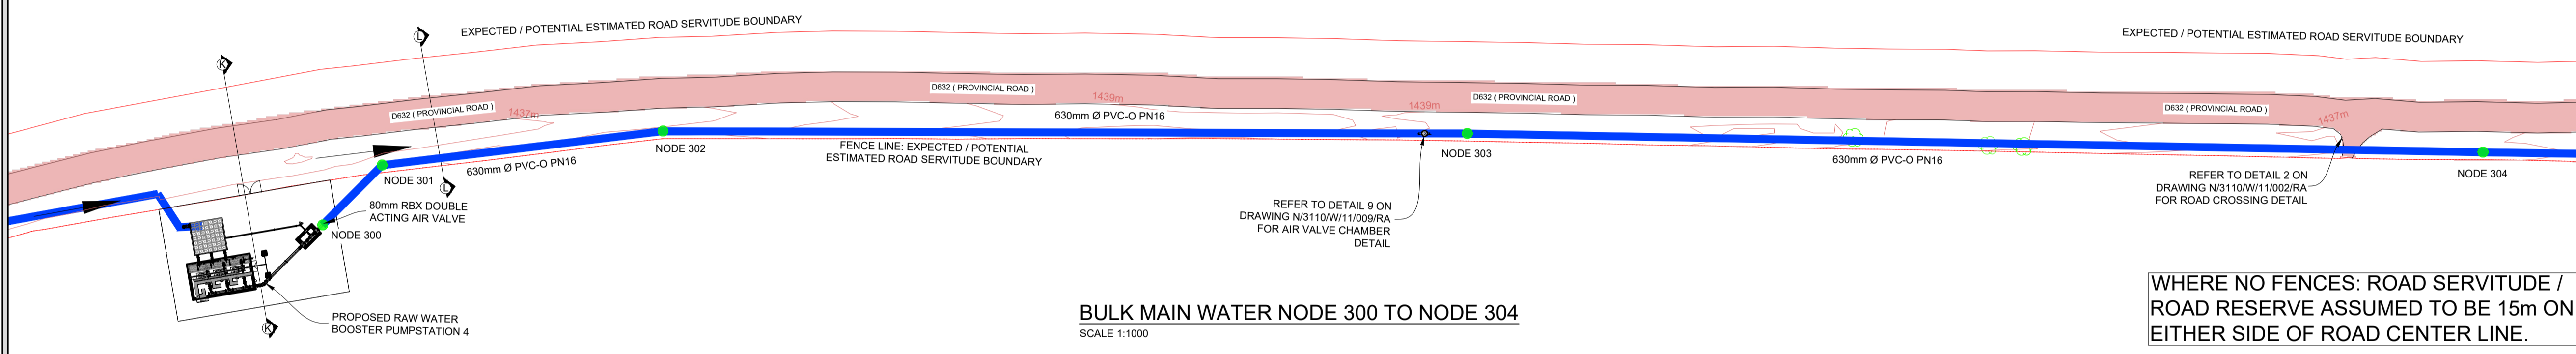 EXPECTED / POTENTIAL ESTIMATED ROAD SERVITUDE BOUNDARY
EXPECTED / POTENTIAL ESTIMATED ROAD SERVITUDE BOUNDARY
L
K
D632 ( PROVINCIAL ROAD )
1437m
D632 ( PROVINCIAL ROAD )
1439m
630mm Ø PVC-O PN16
1439m
D632 ( PROVINCIAL ROAD )
D632 ( PROVINCIAL ROAD )
1437m
NODE 302
FENCE LINE: EXPECTED / POTENTIAL
ESTIMATED ROAD SERVITUDE BOUNDARY
NODE 303
630mm Ø PVC-O PN16
NODE 304
630mm Ø PVC-O PN16
NODE 301
L
80mm RBX DOUBLE
ACTING AIR VALVE
NODE 300
REFER TO DETAIL 9 ON
DRAWING N/3110/W/11/009/RA
FOR AIR VALVE CHAMBER
DETAIL
REFER TO DETAIL 2 ON
DRAWING N/3110/W/11/002/RA
FOR ROAD CROSSING DETAIL
K
PROPOSED RAW WATER
BOOSTER PUMPSTATION 4
BULK MAIN WATER NODE 300 TO NODE 304
SCALE 1:1000
WHERE NO FENCES: ROAD SERVITUDE /
ROAD RESERVE ASSUMED TO BE 15m ON
EITHER SIDE OF ROAD CENTER LINE.